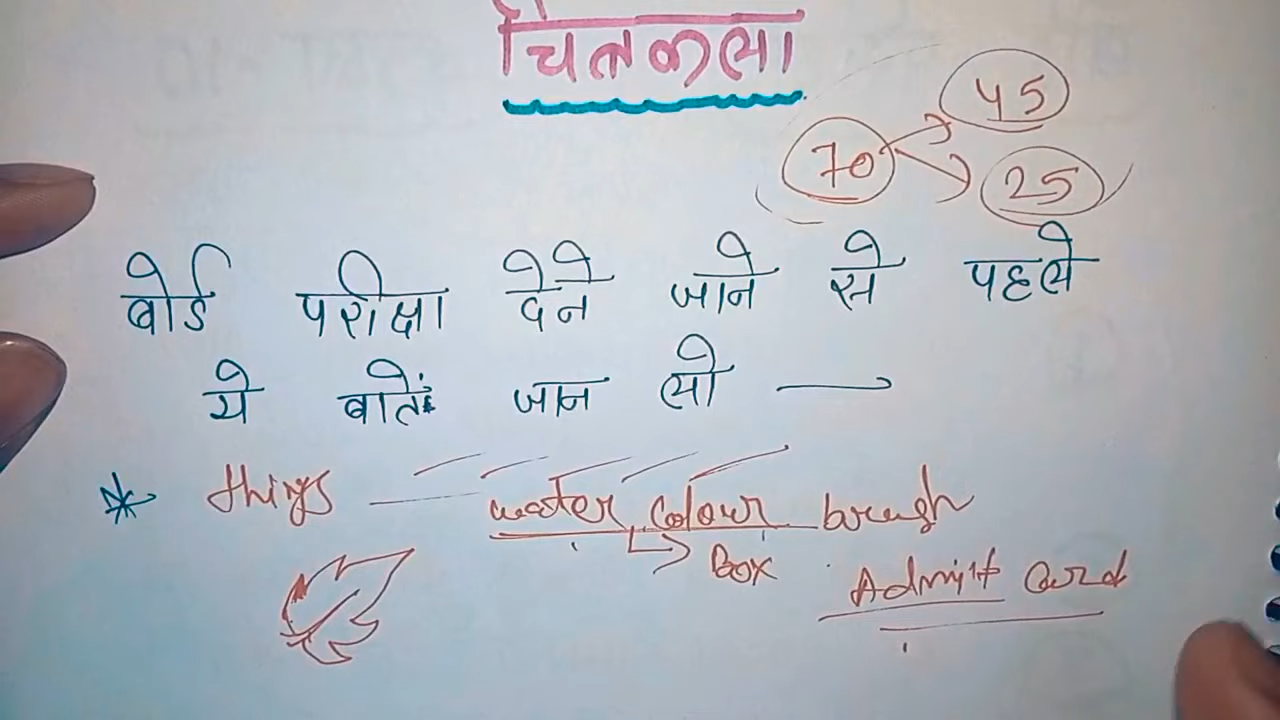 चित्रकला
70 45
25
बोर्ड परीक्षा देने जाने से पहले
ये बातें जान लो —
* things — water colour brush
Box
Admit Card